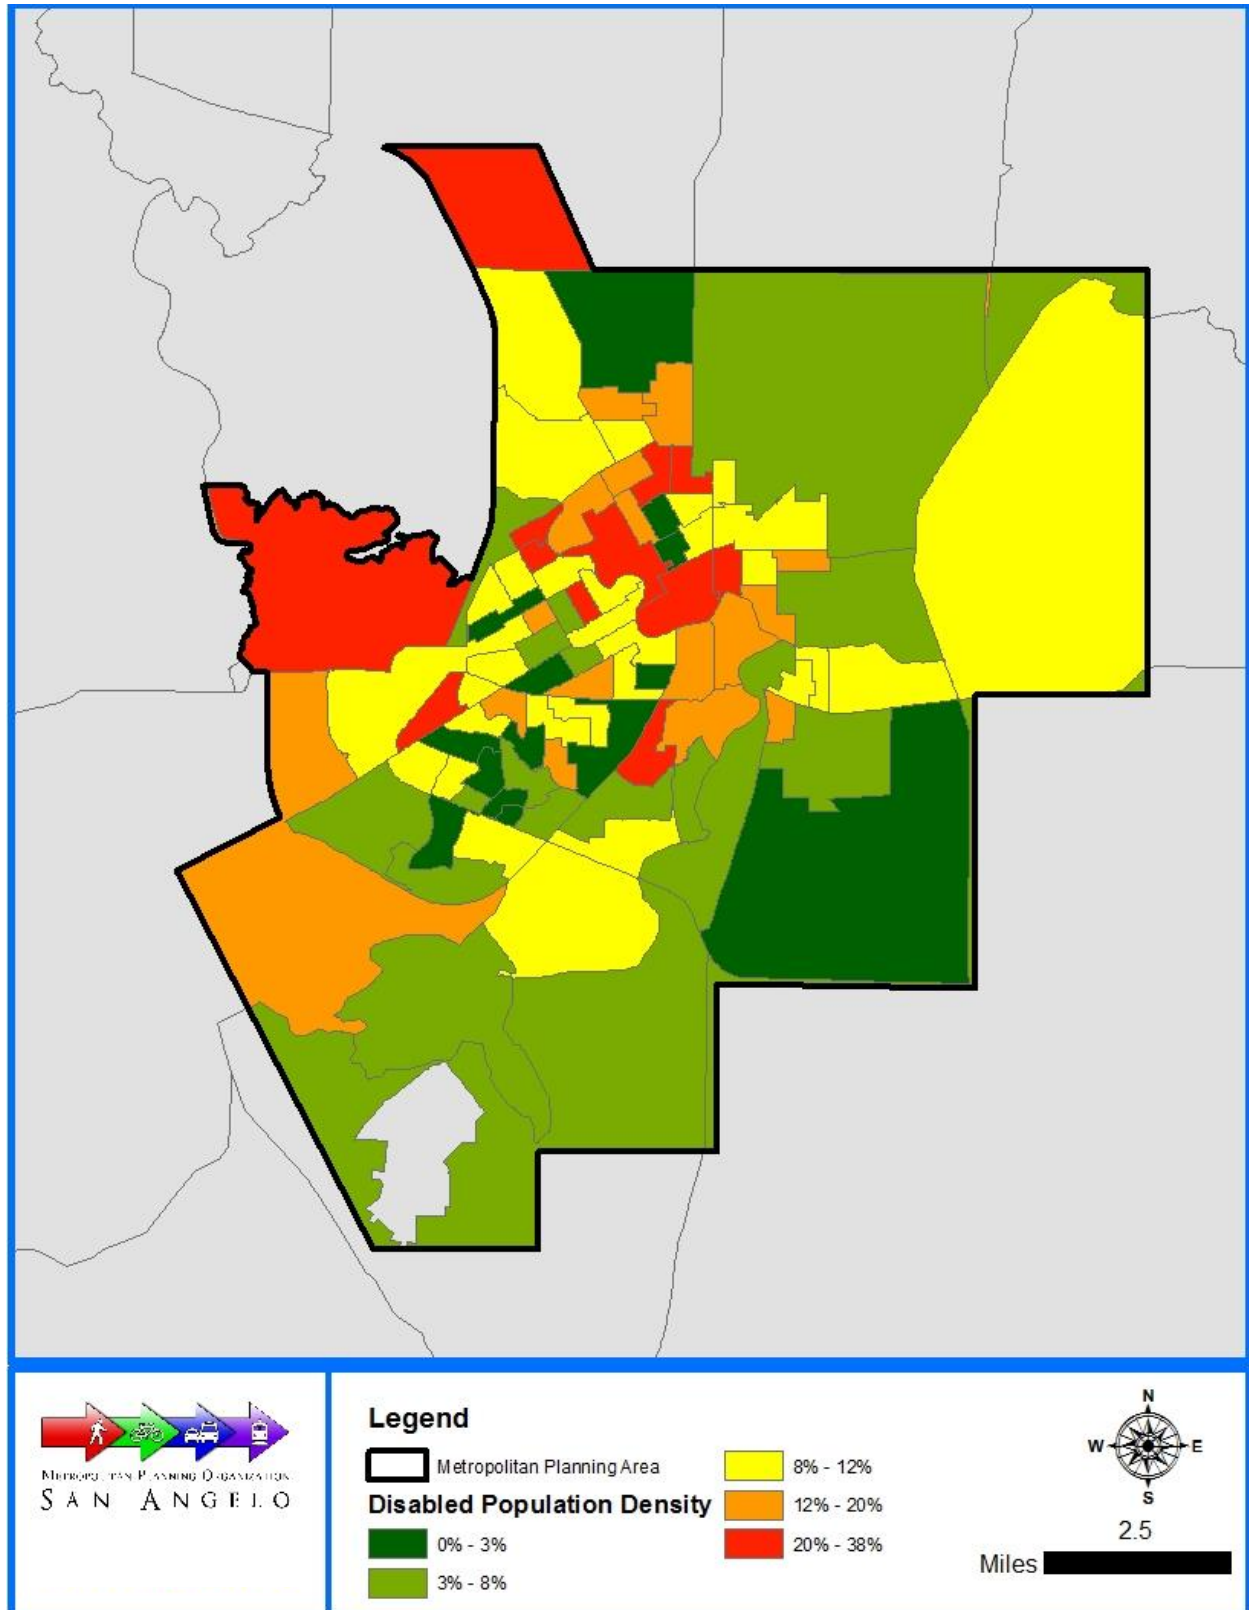 METROPOLITAN PLANNING ORGANIZATION
SAN ANGELO
Legend
Metropolitan Planning Area
Disabled Population Density
0% - 3%
3% - 8%
8% - 12%
12% - 20%
20% - 38%
N
W
E
S
2.5
Miles